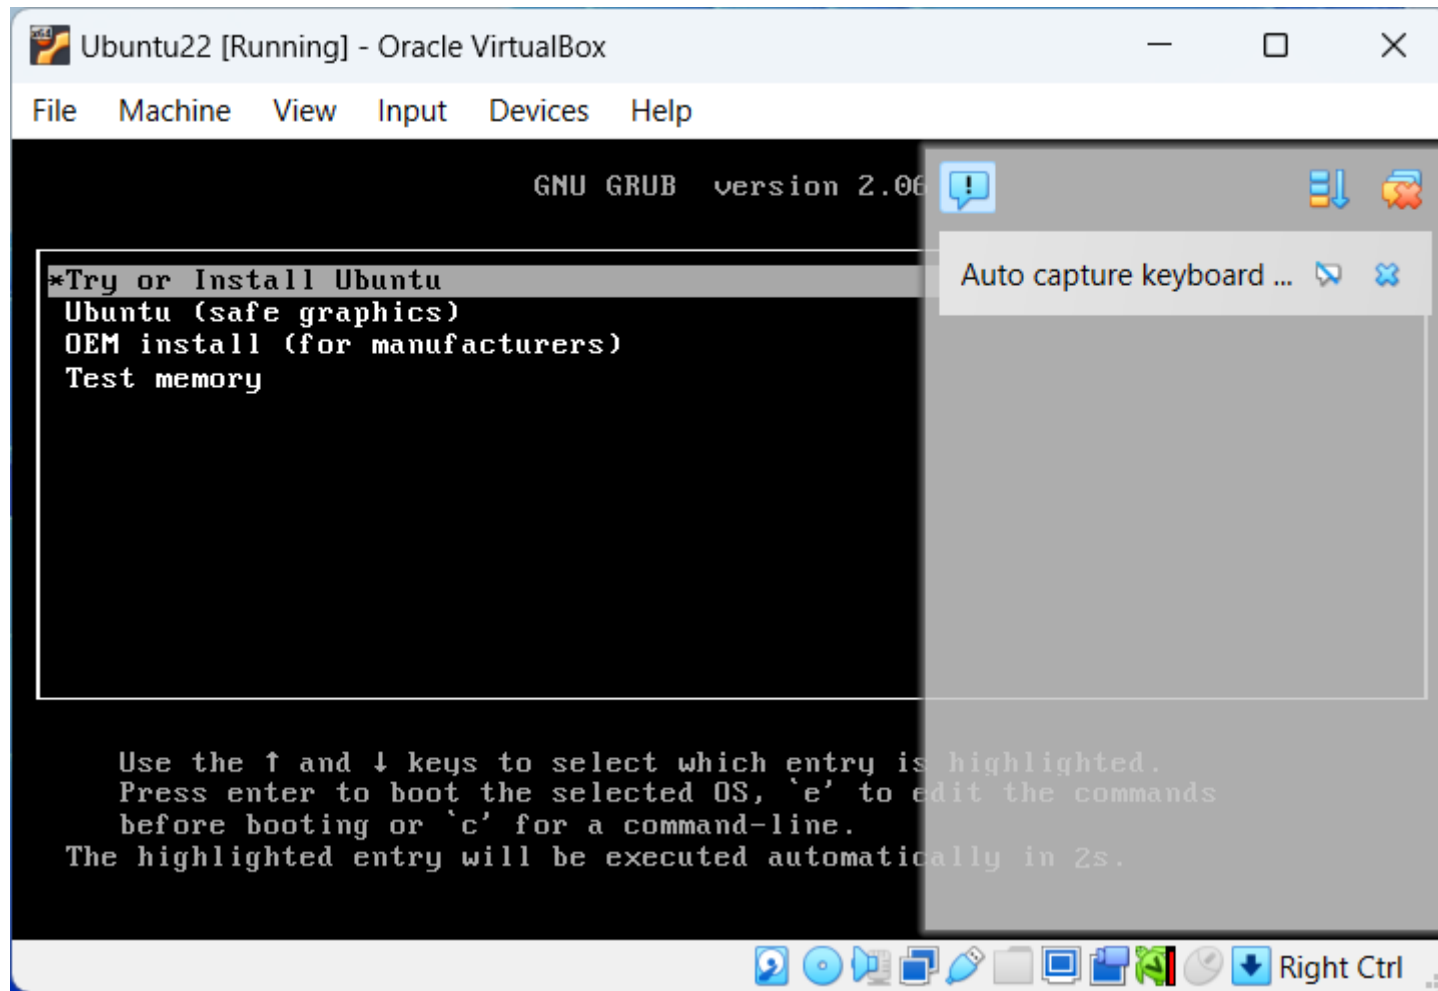 Ubuntu22 [Running] - Oracle VirtualBox
File Machine View Input Devices Help
GNU GRUB version 2.06
Auto capture keyboard ...
*Try or Install Ubuntu
Ubuntu (safe graphics)
OEM install (for manufacturers)
Test memory
Use the ↑ and ↓ keys to select which entry is highlighted.
Press enter to boot the selected OS, `e' to edit the commands
before booting or `c' for a command-line.
The highlighted entry will be executed automatically in 2s.
Right Ctrl